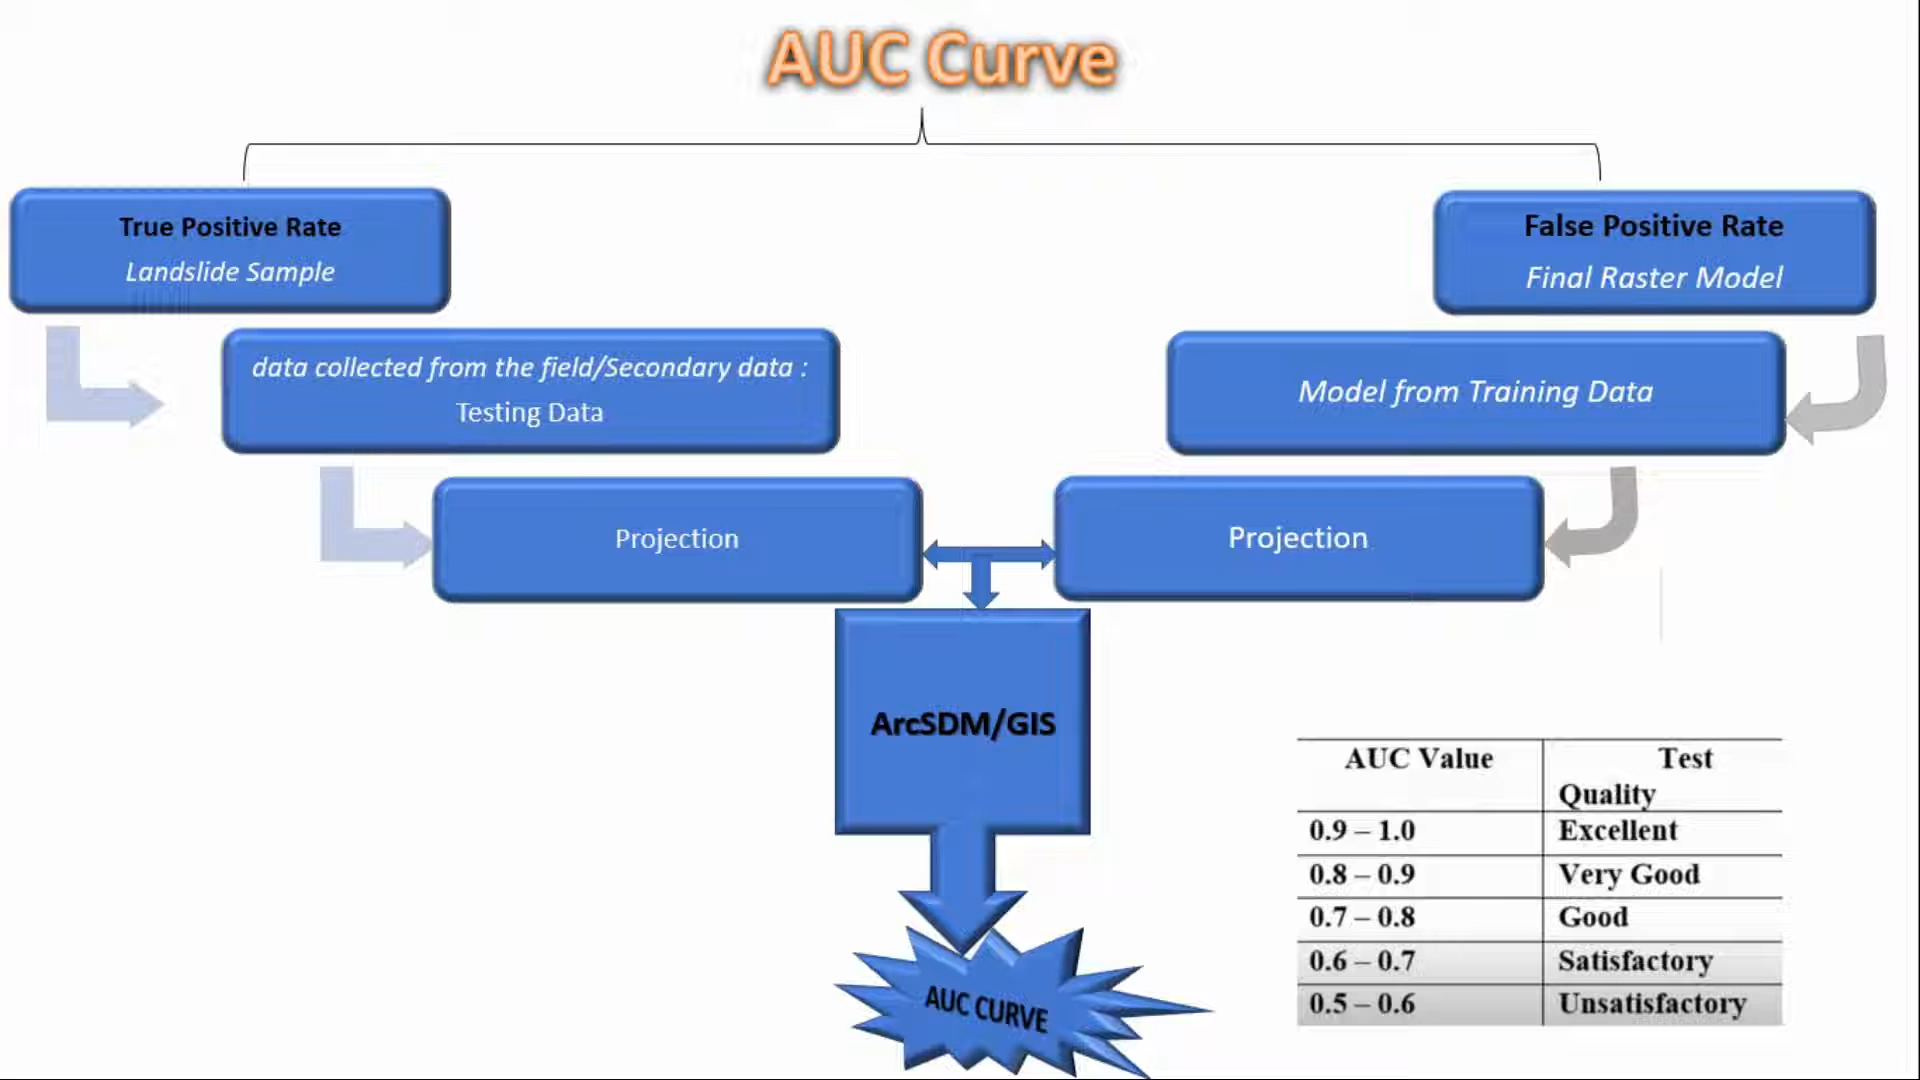 AUC Curve
True Positive Rate
Landslide Sample
False Positive Rate
Final Raster Model
data collected from the field/Secondary data :
Testing Data
Model from Training Data
Projection
Projection
ArcSDM/GIS
AUC CURVE
AUC Value Test Quality
0.9 – 1.0 Excellent
0.8 – 0.9 Very Good
0.7 – 0.8 Good
0.6 – 0.7 Satisfactory
0.5 – 0.6 Unsatisfactory